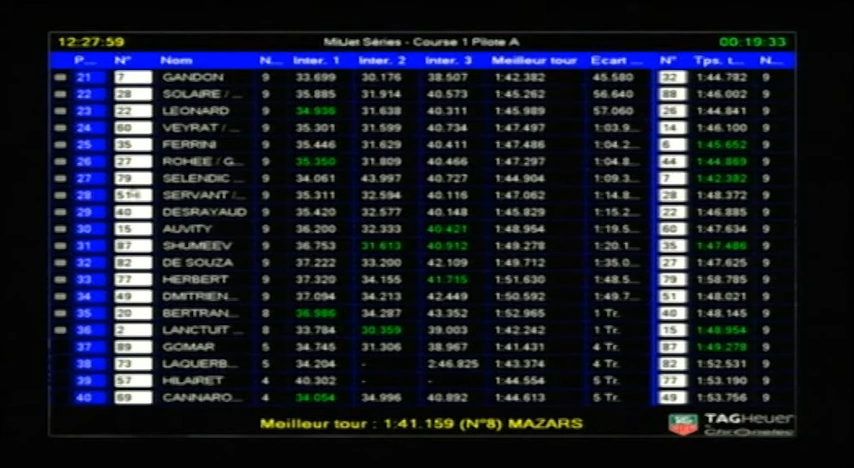 12:27:59 MitJet Séries - Course 1 Pilote A 00:19:33
P... N° Nom N... Inter. 1 Inter. 2 Inter. 3 Meilleur tour Ecart ... N° Tps. t... N...
21 7 GANDON 9 33.699 30.176 38.507 1:42.382 45.580 32 1:44.782 9
22 28 SOLAIRE / ... 9 35.885 31.914 40.573 1:45.262 56.640 88 1:46.002 9
23 22 LEONARD 9 34.936 31.638 40.311 1:45.989 57.060 26 1:44.841 9
24 60 VEYRAT / ... 9 35.301 31.599 40.734 1:47.497 1:03.9... 14 1:46.100 9
25 35 FERRINI 9 35.446 31.629 40.411 1:47.486 1:04.2... 6 1:45.652 9
26 27 ROHEE / G... 9 35.350 31.809 40.466 1:47.297 1:04.8... 44 1:44.869 9
27 79 SELENDIC... 9 34.061 43.997 40.727 1:44.904 1:09.3... 7 1:42.382 9
28 51 SERVANT /... 9 35.311 32.594 40.116 1:47.062 1:14.8... 28 1:48.372 9
29 40 DESRAYAUD 9 35.420 32.577 40.148 1:45.829 1:15.2... 22 1:46.885 9
30 15 AUVITY 9 36.200 32.333 40.421 1:48.954 1:19.5... 60 1:47.634 9
31 87 SHUMEEV 9 36.753 31.613 40.912 1:49.278 1:20.1... 35 1:47.486 9
32 82 DE SOUZA 9 37.222 33.200 42.109 1:49.712 1:35.0... 27 1:47.625 9
33 77 HERBERT 9 37.320 34.155 41.715 1:51.630 1:48.5... 79 1:58.785 9
34 49 DMITRIEN... 9 37.094 34.213 42.449 1:50.592 1:49.7... 51 1:48.021 9
35 20 BERTRAN... 8 36.986 34.287 43.352 1:52.965 1 Tr. 40 1:48.145 9
36 2 LANCTUIT ... 8 33.784 30.359 39.003 1:42.242 1 Tr. 15 1:48.954 9
37 89 GOMAR 5 34.745 31.306 38.967 1:41.431 4 Tr. 87 1:49.278 9
38 73 LAQUERB... 5 34.204 - 2:46.825 1:43.374 4 Tr. 82 1:52.531 9
39 57 HILAIRET 4 40.302 - - 1:44.554 5 Tr. 77 1:53.190 9
40 69 CANNARO... 4 34.054 34.996 40.892 1:44.613 5 Tr. 49 1:53.756 9
Meilleur tour : 1:41.159 (N°8) MAZARS
TAGHeuer